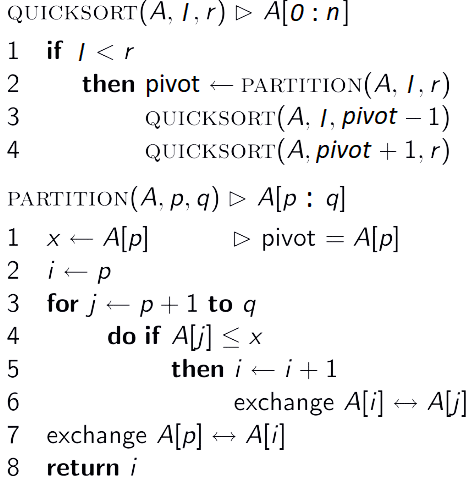 QUICKSORT(A, l, r) ▷ A[0 : n]
1 if l < r
2 then pivot ← PARTITION(A, l, r)
3 QUICKSORT(A, l, pivot − 1)
4 QUICKSORT(A, pivot + 1, r)
PARTITION(A, p, q) ▷ A[p : q]
1 x ← A[p] ▷ pivot = A[p]
2 i ← p
3 for j ← p + 1 to q
4 do if A[j] ≤ x
5 then i ← i + 1
6 exchange A[i] ↔ A[j]
7 exchange A[p] ↔ A[i]
8 return i